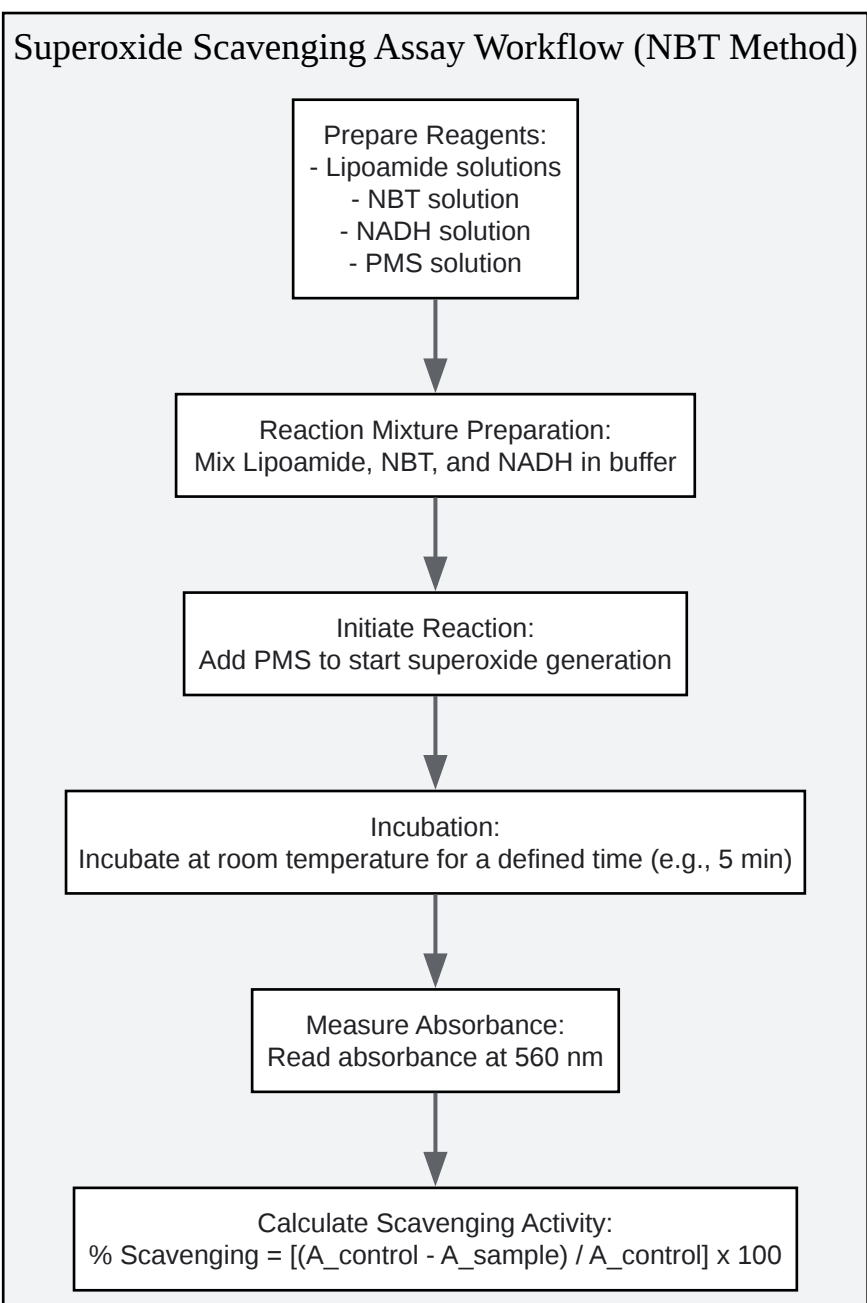 Superoxide Scavenging Assay Workflow (NBT Method)
Prepare Reagents:
- Lipoamide solutions
- NBT solution
- NADH solution
- PMS solution
Reaction Mixture Preparation:
Mix Lipoamide, NBT, and NADH in buffer
Initiate Reaction:
Add PMS to start superoxide generation
Incubation:
Incubate at room temperature for a defined time (e.g., 5 min)
Measure Absorbance:
Read absorbance at 560 nm
Calculate Scavenging Activity:
% Scavenging = [(A_control - A_sample) / A_control] x 100